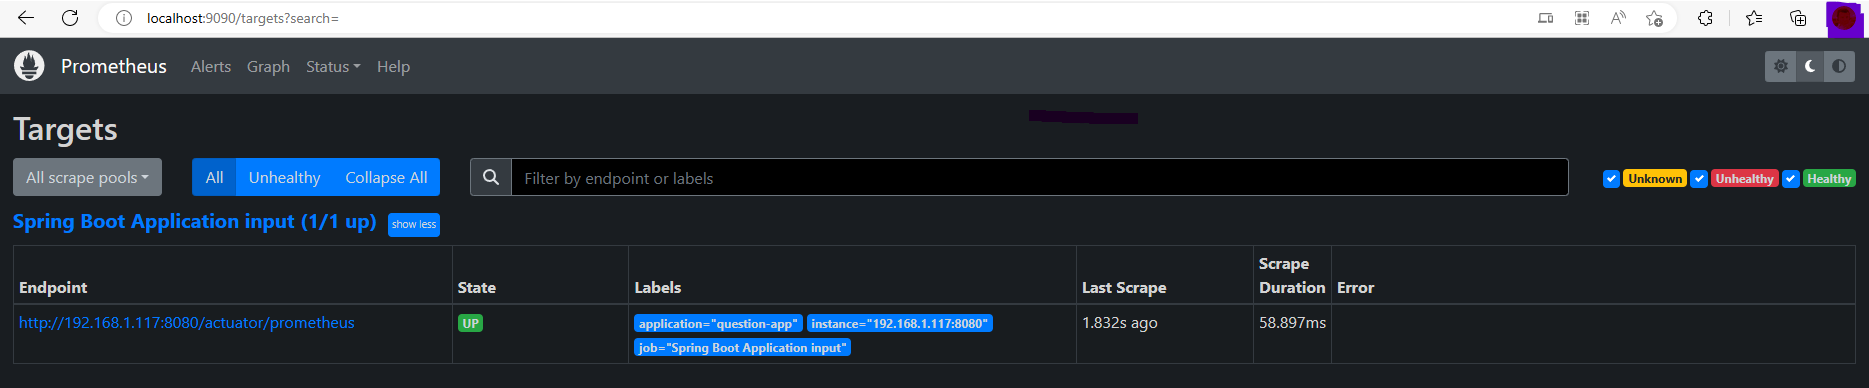 localhost:9090/targets?search=
Prometheus Alerts Graph Status Help
Targets
All scrape pools All Unhealthy Collapse All Filter by endpoint or labels Unknown Unhealthy Healthy
Spring Boot Application input (1/1 up) show less
Endpoint State Labels Last Scrape Scrape Duration Error
http://192.168.1.117:8080/actuator/prometheus UP application="question-app" instance="192.168.1.117:8080" 1.832s ago 58.897ms
job="Spring Boot Application input"